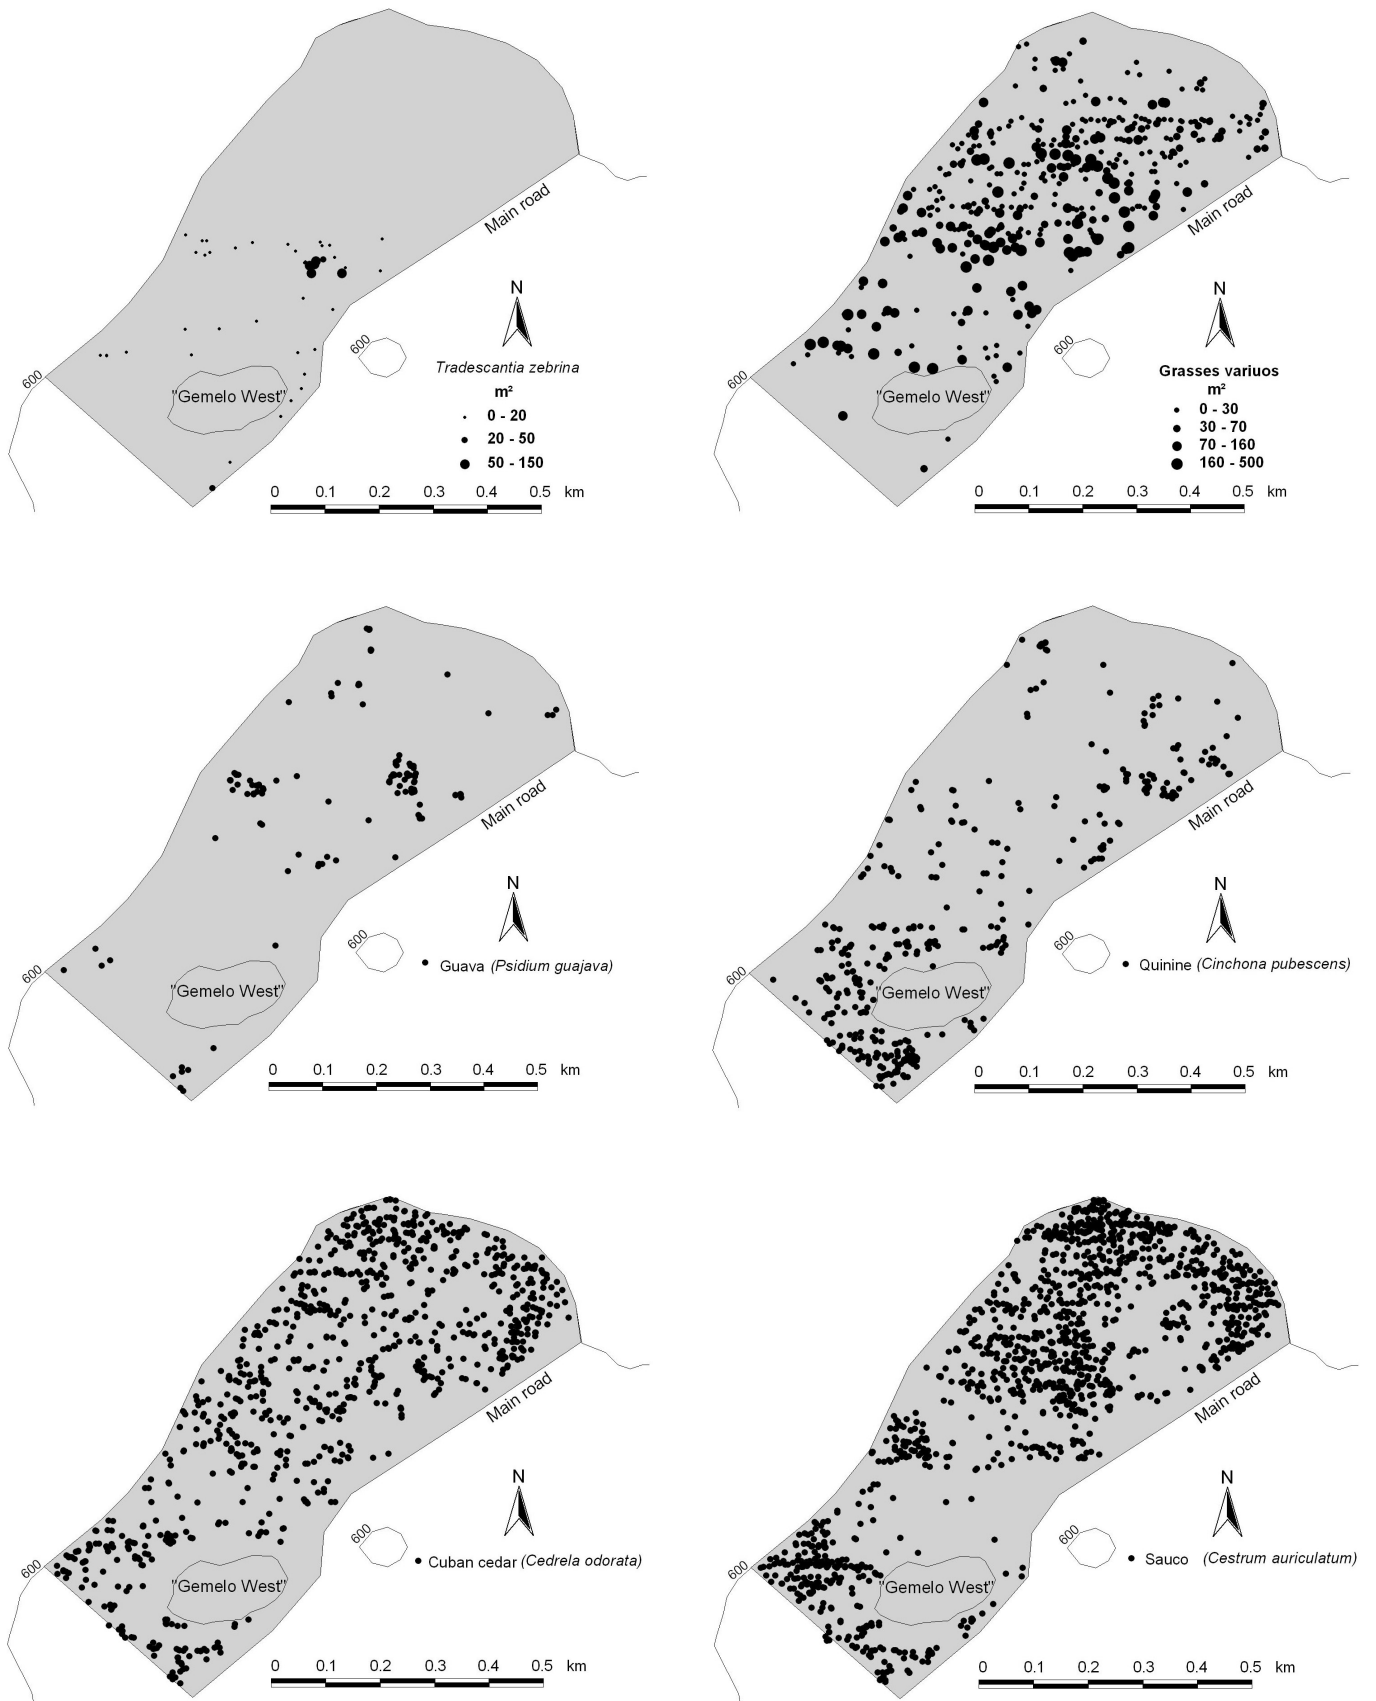 Main road
N
600
Tradescantia zebrina
m²
0 - 20
20 - 50
50 - 150
600
"Gemelo West"
0 0.1 0.2 0.3 0.4 0.5 km
Main road
N
600
Grasses variuos
m²
0 - 30
30 - 70
70 - 160
160 - 500
600
"Gemelo West"
0 0.1 0.2 0.3 0.4 0.5 km
Main road
N
600
Guava (Psidium guajava)
600
"Gemelo West"
0 0.1 0.2 0.3 0.4 0.5 km
Main road
N
600
Quinine (Cinchona pubescens)
600
"Gemelo West"
0 0.1 0.2 0.3 0.4 0.5 km
Main road
N
600
Cuban cedar (Cedrela odorata)
600
"Gemelo West"
0 0.1 0.2 0.3 0.4 0.5 km
Main road
N
600
Sauco (Cestrum auriculatum)
600
"Gemelo West"
0 0.1 0.2 0.3 0.4 0.5 km